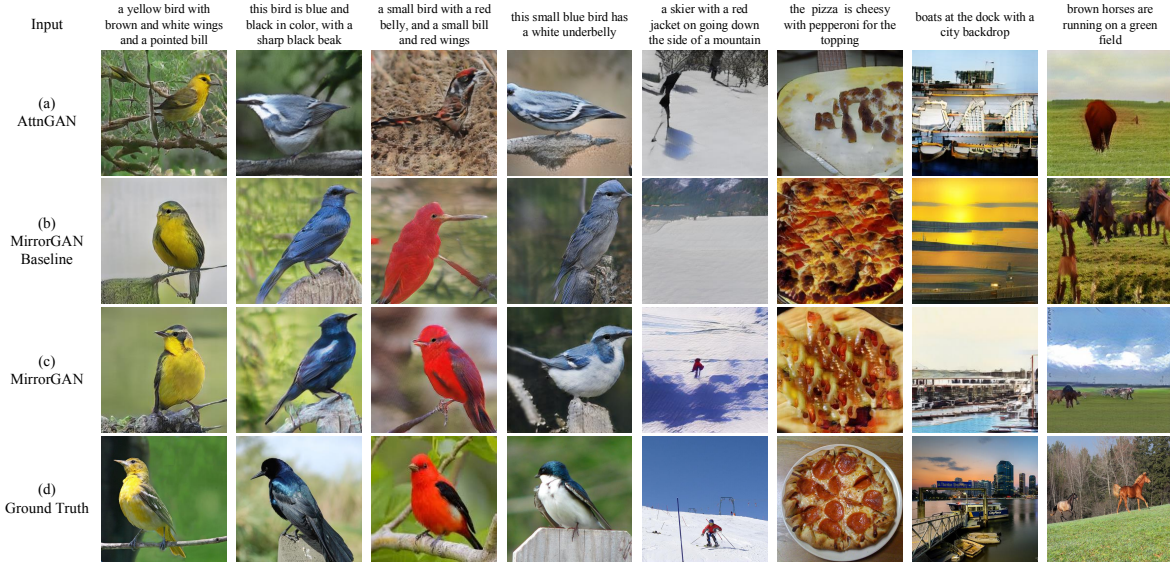 Input
a yellow bird with
brown and white wings
and a pointed bill
this bird is blue and
black in color, with a
sharp black beak
a small bird with a red
belly, and a small bill
and red wings
this small blue bird has
a white underbelly
a skier with a red
jacket on going down
the side of a mountain
the pizza is cheesy
with pepperoni for the
topping
boats at the dock with a
city backdrop
brown horses are
running on a green
field
(a)
AttnGAN
(b)
MirrorGAN
Baseline
(c)
MirrorGAN
(d)
Ground Truth